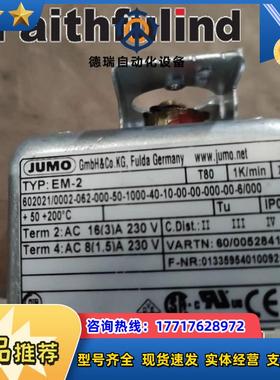 Faithfulind
德瑞自动化设备
JUMO GmbH&Co.KG, Fulda Germany www.jumo.net
TYP: EM-2 T80 1K/min
602021/0002-062-000-50-1000-40-10-00-00-000-00-6/000
+ 50 +200°C Tu IP0
Term 2:AC 16(3)A 230 V C.Dist.: II III IV
Term 4:AC 8(1.5)A 230 V VARTN: 60/0052840
F-NR:0133595401009
咨询热线：17717628972
品推荐
型号齐全 现货速发 实体经营